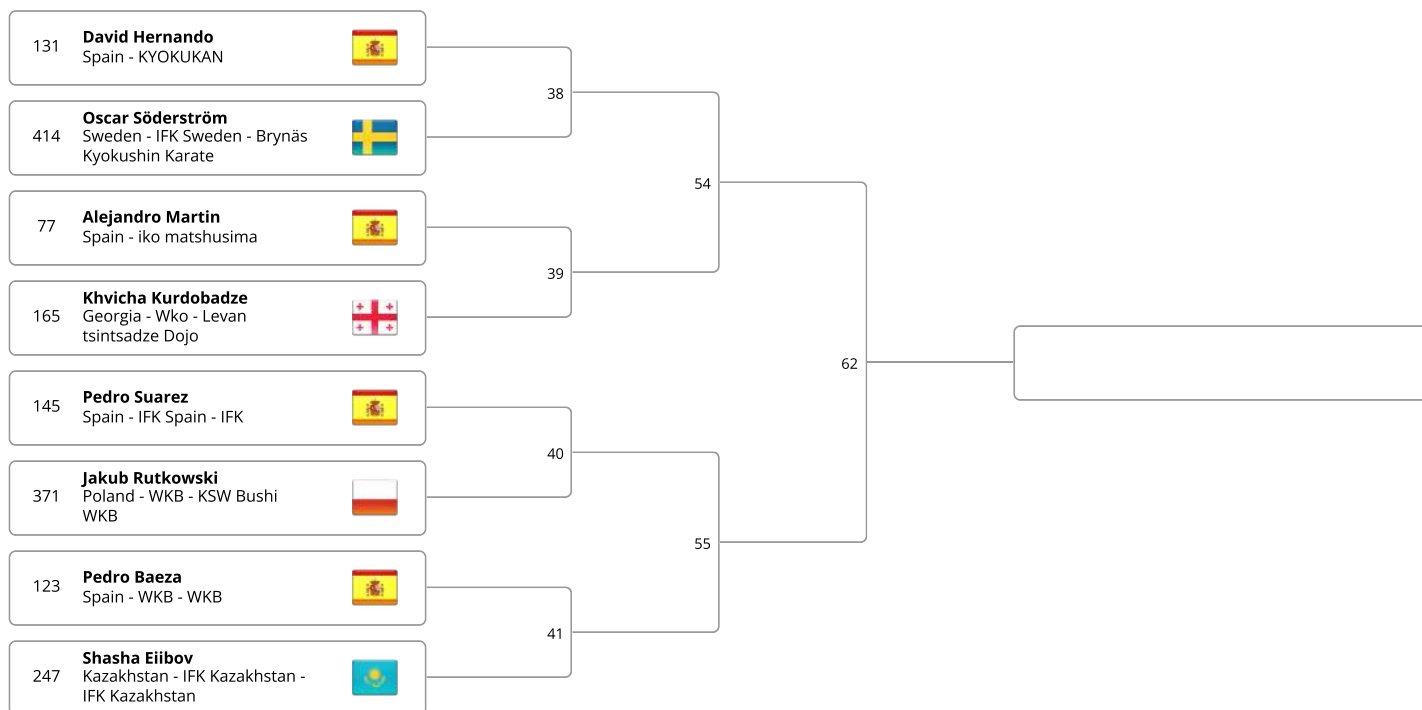 131
David Hernando
Spain - KYOKUKAN
38
414
Oscar Söderström
Sweden - IFK Sweden - Brynäs
Kyokushin Karate
54
77
Alejandro Martin
Spain - iko matshusima
39
165
Khvicha Kurdobadze
Georgia - Wko - Levan
tsintsadze Dojo
62
145
Pedro Suarez
Spain - IFK Spain - IFK
40
371
Jakub Rutkowski
Poland - WKB - KSW Bushi
WKB
55
123
Pedro Baeza
Spain - WKB - WKB
41
247
Shasha Eiibov
Kazakhstan - IFK Kazakhstan -
IFK Kazakhstan